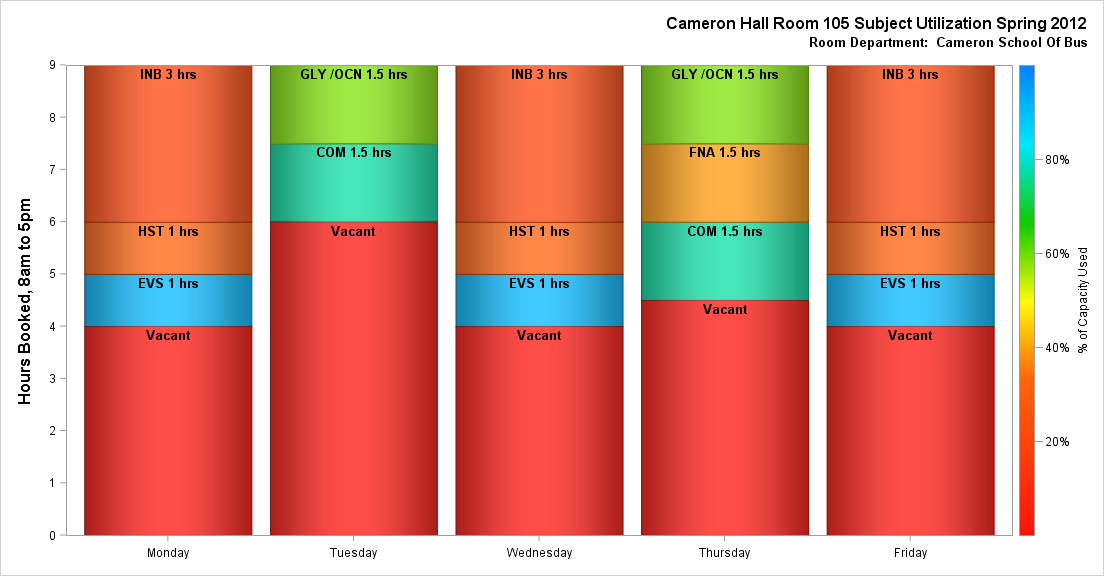 Cameron Hall Room 105 Subject Utilization Spring 2012
Room Department:  Cameron School Of Bus
Hours Booked, 8am to 5pm
9
8
7
6
5
4
3
2
1
0
INB 3 hrs
HST 1 hrs
EVS 1 hrs
Vacant
GLY /OCN 1.5 hrs
COM 1.5 hrs
Vacant
INB 3 hrs
HST 1 hrs
EVS 1 hrs
Vacant
GLY /OCN 1.5 hrs
FNA 1.5 hrs
COM 1.5 hrs
Vacant
INB 3 hrs
HST 1 hrs
EVS 1 hrs
Vacant
Monday
Tuesday
Wednesday
Thursday
Friday
80%
60%
40%
20%
% of Capacity Used